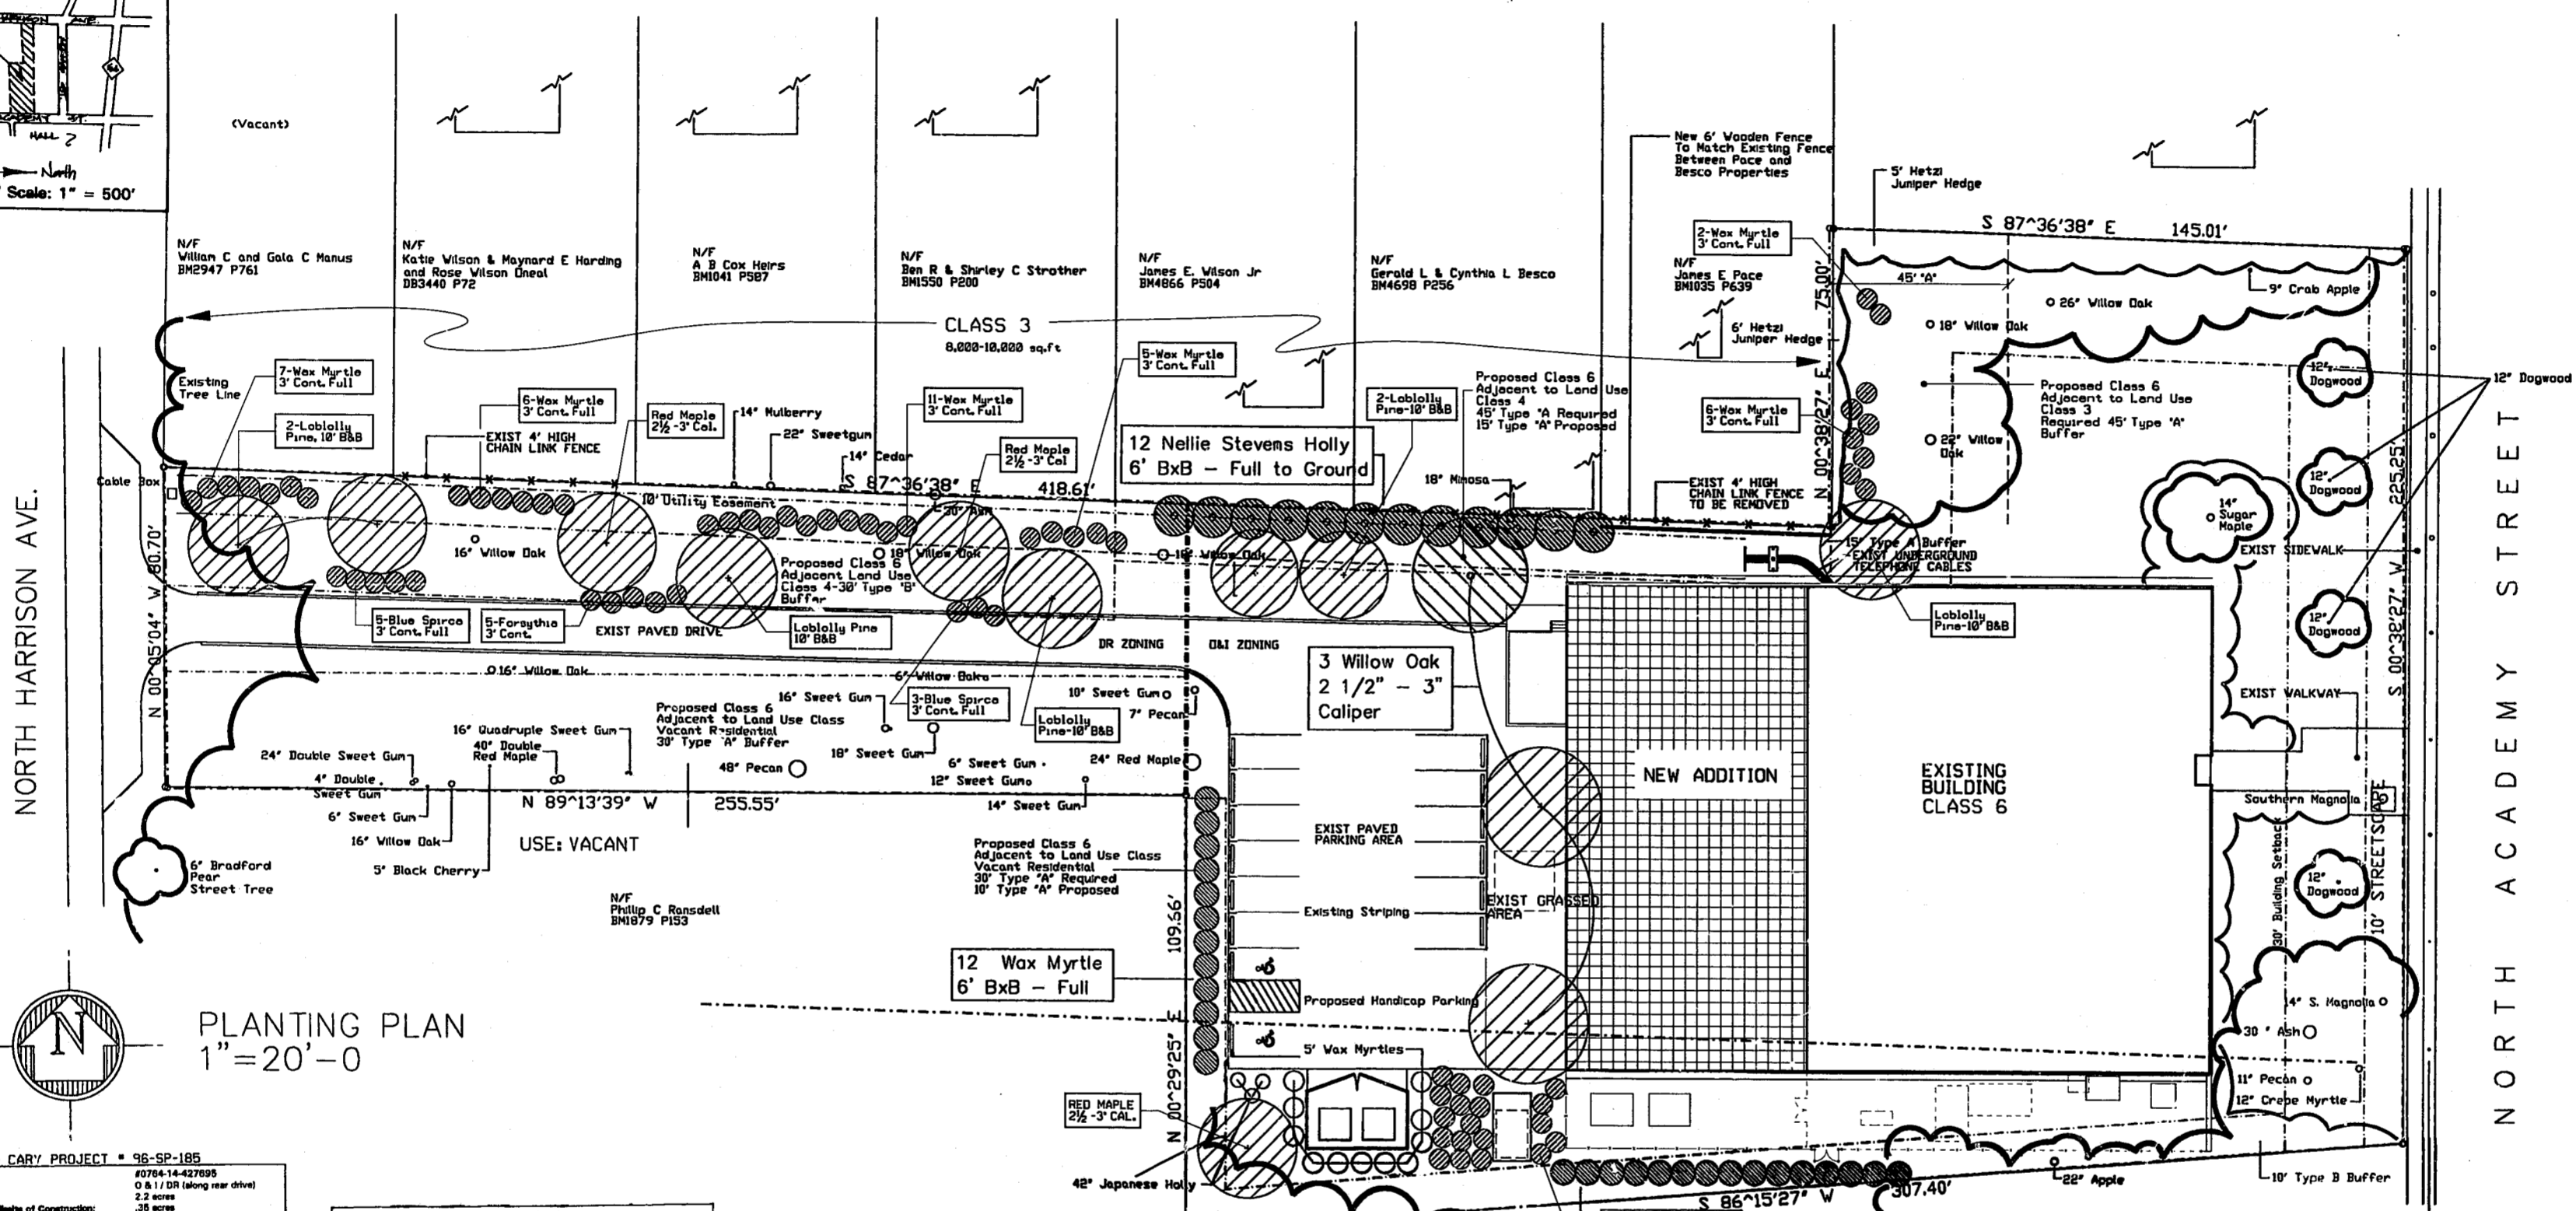 HALL ?
North
Scale: 1" = 500'
(Vacant)
N/F
William C and Gala C Manus
BM2947 P761
N/F
Katie Wilson & Maynard E Harding
and Rose Wilson Oneal
DB3440 P72
N/F
A B Cox Heirs
BM1041 P587
N/F
Ben R & Shirley C Strother
BM1550 P200
N/F
James E. Wilson Jr
BM4866 P504
N/F
Gerald L & Cynthia L Besco
BM4698 P256
N/F
James E Pace
BM1035 P639
New 6' Wooden Fence
To Match Existing Fence
Between Pace and
Besco Properties
5' Hetzi
Juniper Hedge
2-Wax Myrtle
3' Cont. Full
S 87^36'38" E 145.01'
45' "A"
9" Crab Apple
26" Willow Oak
18" Willow Oak
6' Hetzi
Juniper Hedge
N 00^38'27" E 75.00'
CLASS 3
8,000-10,000 sq.ft
Existing
Tree Line
7-Wax Myrtle
3' Cont. Full
2-Loblolly
Pine, 10' B&B
6-Wax Myrtle
3' Cont. Full
EXIST 4' HIGH
CHAIN LINK FENCE
Red Maple
2½ -3" Cal.
14" Mulberry
22" Sweetgum
14" Cedar
11-Wax Myrtle
3' Cont. Full
Red Maple
2½ -3" Cal
5-Wax Myrtle
3' Cont. Full
12 Nellie Stevens Holly
6' BxB - Full to Ground
2-Loblolly
Pine-10' B&B
Proposed Class 6
Adjacent to Land Use
Class 4
45' Type "A Required
15' Type "A" Proposed
18" Mimosa
EXIST 4' HIGH
CHAIN LINK FENCE
TO BE REMOVED
6-Wax Myrtle
3' Cont. Full
22" Willow
Oak
Proposed Class 6
Adjacent to Land Use
Class 3
Required 45' Type "A"
Buffer
12"
Dogwood
12" Dogwood
12"
Dogwood
12"
Dogwood
12"
Dogwood
14"
Sugar
Maple
EXIST SIDEWALK
S 00^38'27" W 225.25'
NORTH ACADEMY STREET
NORTH HARRISON AVE.
Cable Box
N 00^05'04" W 80.70'
10' Utility Easement
S 87^36'38" E 418.61'
30" Ash
16" Willow Oak
18" Willow Oak
Willow Oak
Proposed Class 6
Adjacent Land Use
Class 4-30' Type "B"
Buffer
15' Type A Buffer
EXIST UNDERGROUND
TELEPHONE CABLES
5-Blue Spirea
3' Cont. Full
5-Forsythia
3' Cont.
EXIST PAVED DRIVE
Loblolly Pine
10' B&B
DR ZONING
O&I ZONING
Loblolly
Pine-10' B&B
16" Willow Oak
6" Willow Oak
3-Blue Spirea
3' Cont. Full
Loblolly
Pine-10' B&B
10" Sweet Gum
7" Pecan
3 Willow Oak
2 1/2" - 3"
Caliper
16" Sweet Gum
Proposed Class 6
Adjacent to Land Use Class
Vacant Residential
30' Type "A" Buffer
18" Sweet Gum
16" Quadruple Sweet Gum
40" Double
Red Maple
24" Double Sweet Gum
4" Double
Sweet Gum
48" Pecan
6" Sweet Gum
12" Sweet Gum
24" Red Maple
14" Sweet Gum
N 89^13'39" W 255.55'
6" Sweet Gum
16" Willow Oak
5" Black Cherry
USE: VACANT
6" Bradford
Pear
Street Tree
N/F
Phillip C Ransdell
BM1879 P153
Proposed Class 6
Adjacent to Land Use Class
Vacant Residential
30' Type "A" Required
10' Type "A" Proposed
12 Wax Myrtle
6' BxB - Full
N 00^29'25" E 109.66'
EXIST PAVED
PARKING AREA
Existing Striping
EXIST GRASSED
AREA
Proposed Handicap Parking
5' Wax Myrtles
NEW ADDITION
EXISTING
BUILDING
CLASS 6
EXIST WALKWAY
Southern Magnolia
30' Building Setback
10' STREETSCAPE
14" S. Magnolia
30 " Ash
11" Pecan
12" Crepe Myrtle
10' Type B Buffer
22" Apple
S 86^15'27" W 307.40'
RED MAPLE
2½ -3" CAL.
42" Japanese Holly
N
PLANTING PLAN
1"=20'-0
CARY PROJECT # 96-SP-185
#0764-14-427695
O & I / DR (along rear drive)
2.2 acres
.35 acres